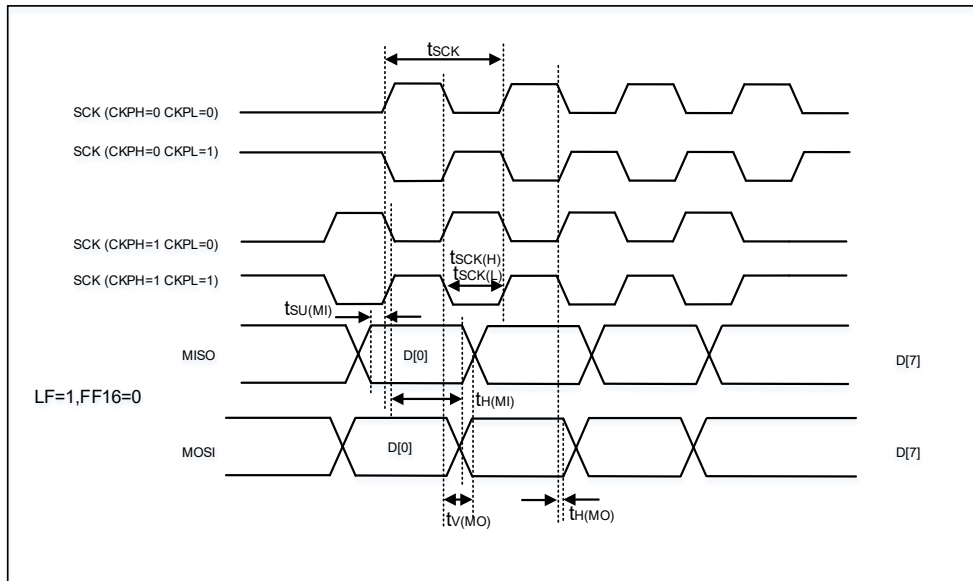 tSCK
SCK (CKPH=0 CKPL=0)
SCK (CKPH=0 CKPL=1)
SCK (CKPH=1 CKPL=0)
tSCK(H)
SCK (CKPH=1 CKPL=1)
tSCK(L)
tSU(MI)
MISO
D[0]
D[7]
LF=1,FF16=0
tH(MI)
MOSI
D[0]
D[7]
tV(MO)
tH(MO)